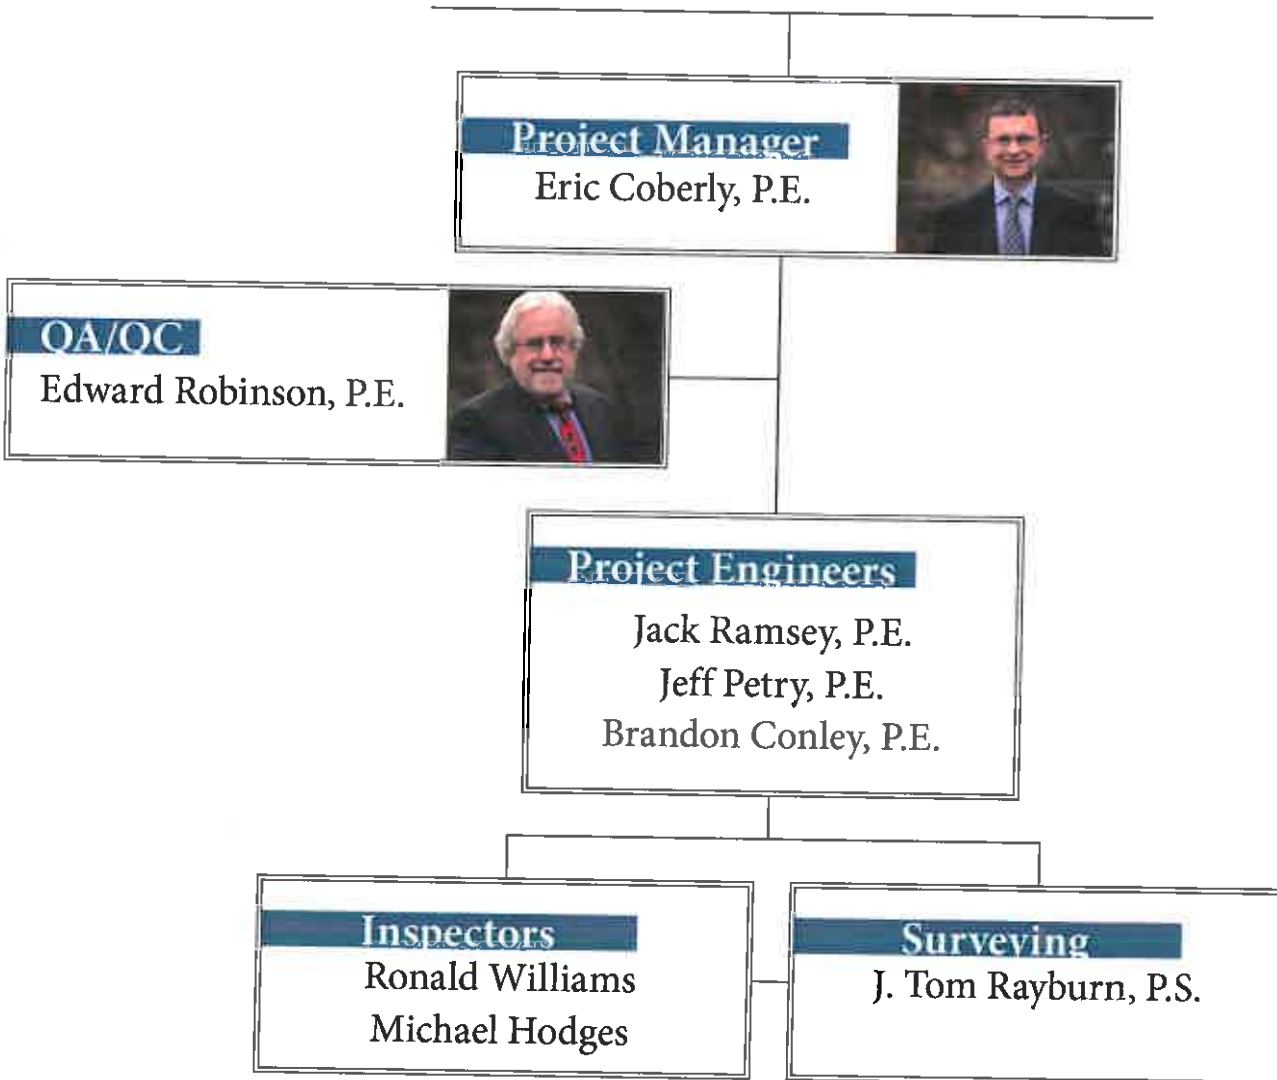 Project Manager
Eric Coberly, P.E.
QA/QC
Edward Robinson, P.E.
Project Engineers
Jack Ramsey, P.E.
Jeff Petry, P.E.
Brandon Conley, P.E.
Inspectors
Ronald Williams
Michael Hodges
Surveying
J. Tom Rayburn, P.S.